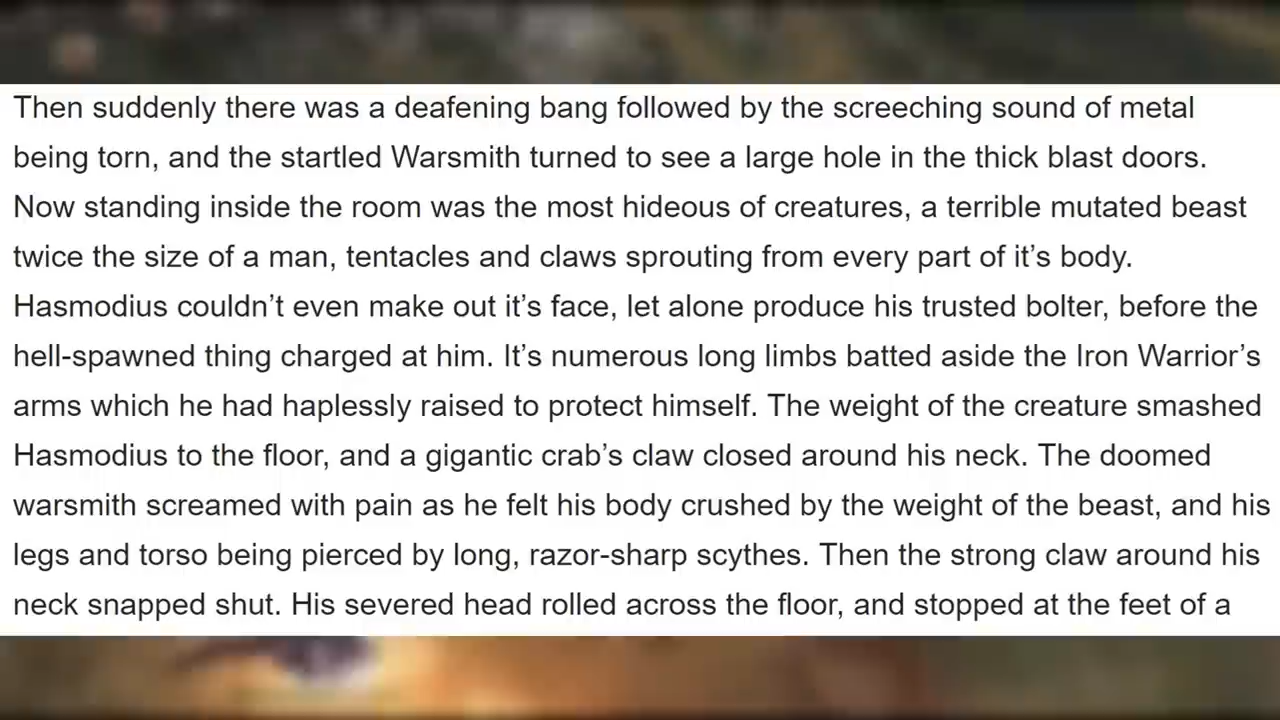 Then suddenly there was a deafening bang followed by the screeching sound of metal
being torn, and the startled Warsmith turned to see a large hole in the thick blast doors.
Now standing inside the room was the most hideous of creatures, a terrible mutated beast
twice the size of a man, tentacles and claws sprouting from every part of it’s body.
Hasmodius couldn’t even make out it’s face, let alone produce his trusted bolter, before the
hell-spawned thing charged at him. It’s numerous long limbs batted aside the Iron Warrior’s
arms which he had haplessly raised to protect himself. The weight of the creature smashed
Hasmodius to the floor, and a gigantic crab’s claw closed around his neck. The doomed
warsmith screamed with pain as he felt his body crushed by the weight of the beast, and his
legs and torso being pierced by long, razor-sharp scythes. Then the strong claw around his
neck snapped shut. His severed head rolled across the floor, and stopped at the feet of a